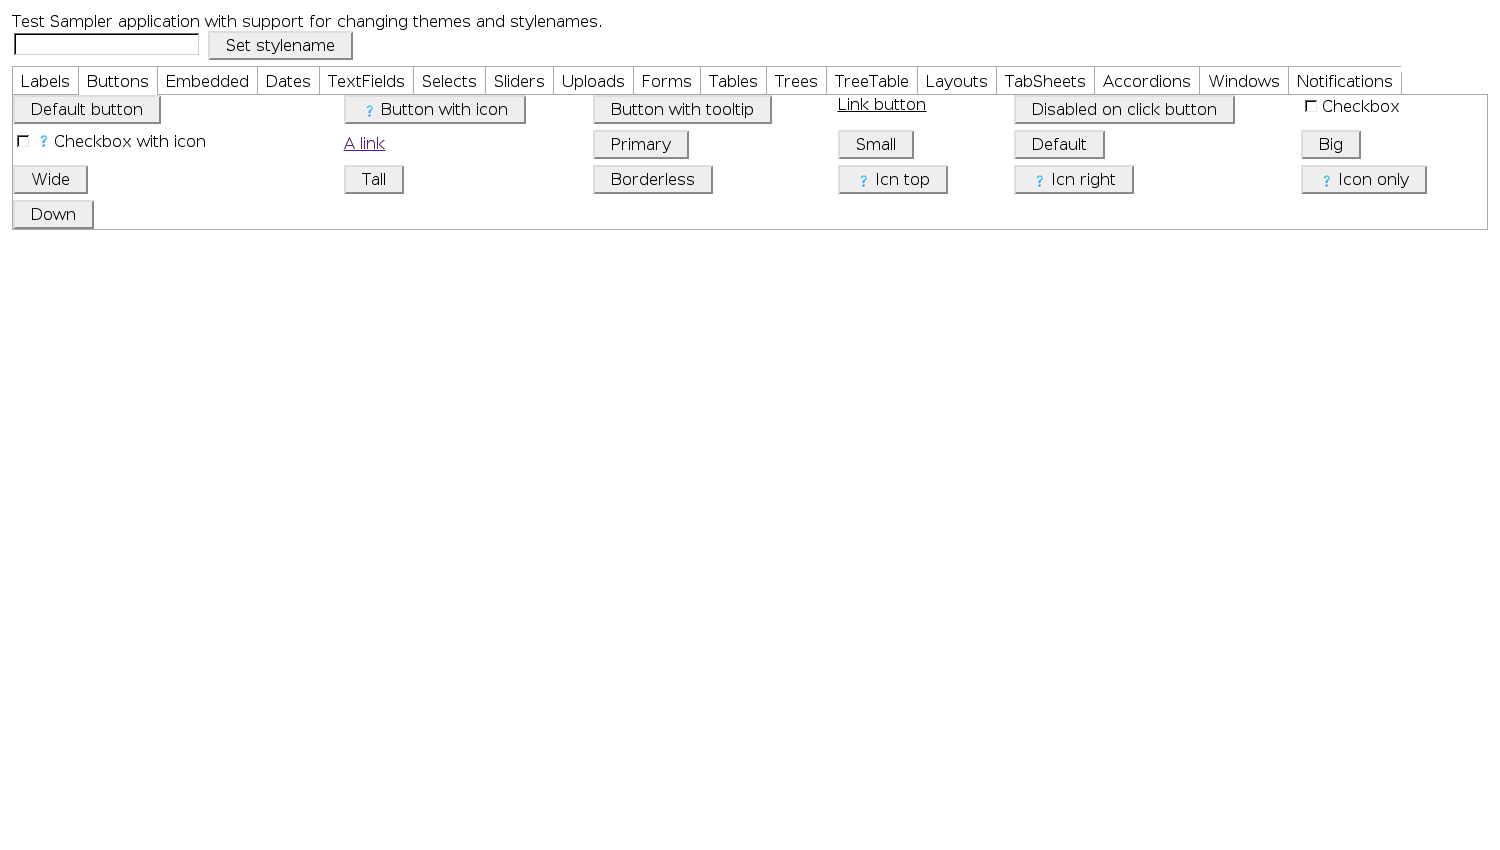 Test Sampler application with support for changing themes and stylenames.
Set stylename
Labels Buttons Embedded Dates TextFields Selects Sliders Uploads Forms Tables Trees TreeTable Layouts TabSheets Accordions Windows Notifications
Default button ? Button with icon Button with tooltip Link button Disabled on click button Checkbox
? Checkbox with icon A link Primary Small Default Big
Wide Tall Borderless ? Icn top ? Icn right ? Icon only
Down